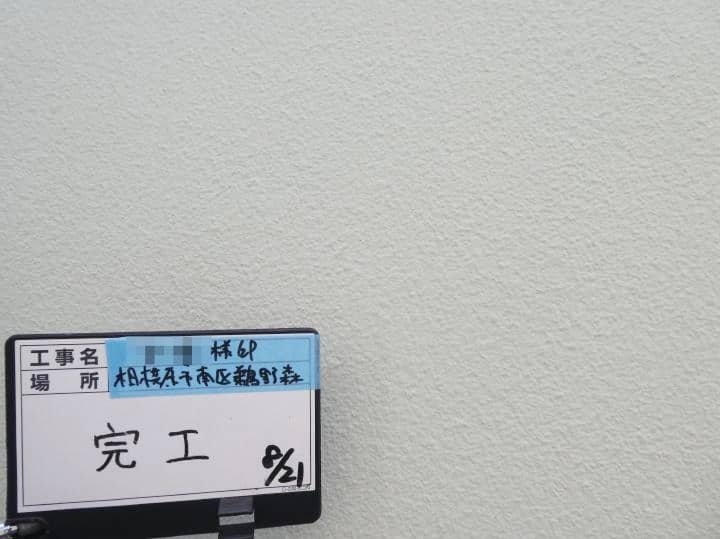 工事名 様邸
場所 相模原市南区鵜野森
完工
8/21